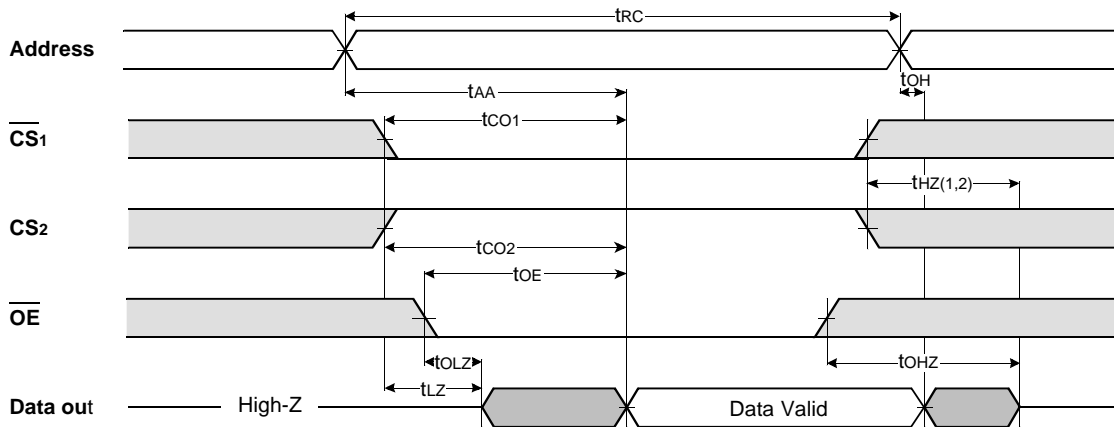 tRC
Address
tOH
tAA
tCO1
CS1
tHZ(1,2)
CS2
tCO2
tOE
OE
tOLZ
tOHZ
tLZ
Data out
High-Z
Data Valid